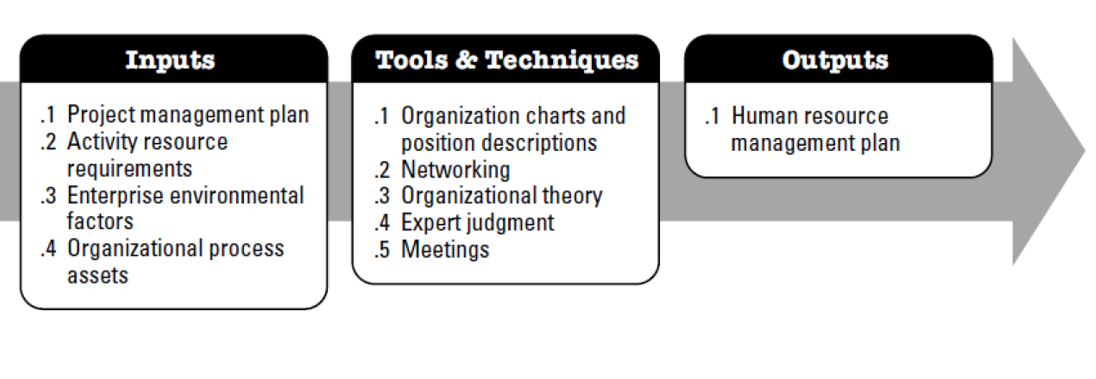 Inputs
.1 Project management plan
.2 Activity resource
requirements
.3 Enterprise environmental
factors
.4 Organizational process
assets
Tools & Techniques
.1 Organization charts and
position descriptions
.2 Networking
.3 Organizational theory
.4 Expert judgment
.5 Meetings
Outputs
.1 Human resource
management plan